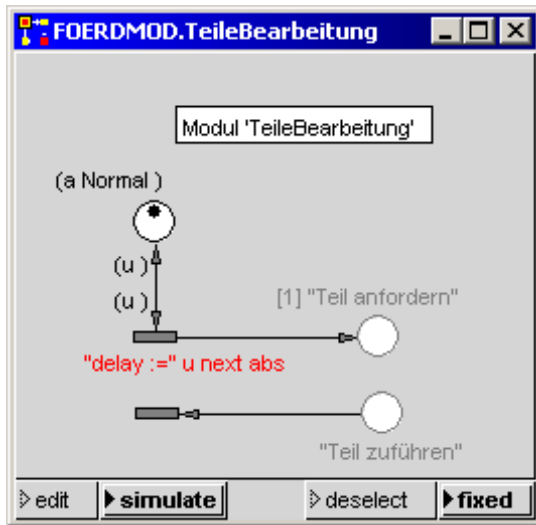 FOERDMOD.TeileBearbeitung
Modul 'TeileBearbeitung'
(a Normal )
(u )
(u )
[1] "Teil anfordern"
"delay :=" u next abs
"Teil zuführen"
edit simulate deselect fixed